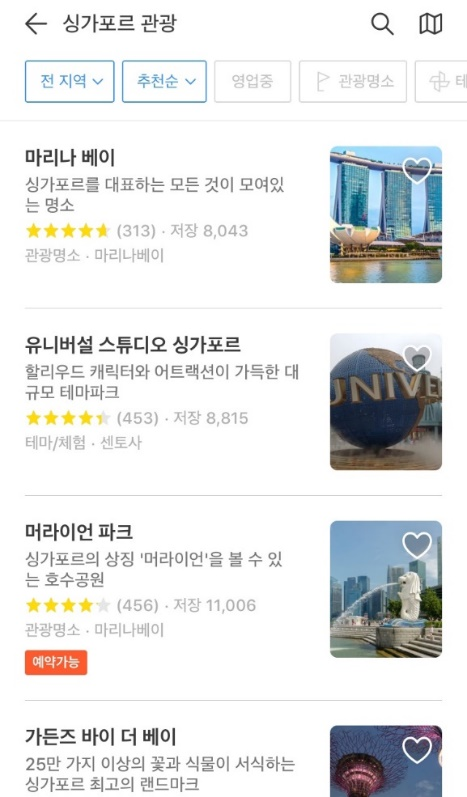 싱가포르 관광
전 지역
추천순
영업중
관광명소
테
마리나 베이
싱가포르를 대표하는 모든 것이 모여있
는 명소
(313) · 저장 8,043
관광명소 · 마리나베이
유니버설 스튜디오 싱가포르
할리우드 캐릭터와 어트랙션이 가득한 대
규모 테마파크
(453) · 저장 8,815
테마/체험 · 센토사
UNIVE
머라이언 파크
싱가포르의 상징 '머라이언'을 볼 수 있
는 호수공원
(456) · 저장 11,006
관광명소 · 마리나베이
예약가능
가든즈 바이 더 베이
25만 가지 이상의 꽃과 식물이 서식하는
싱가포르 최고의 랜드마크